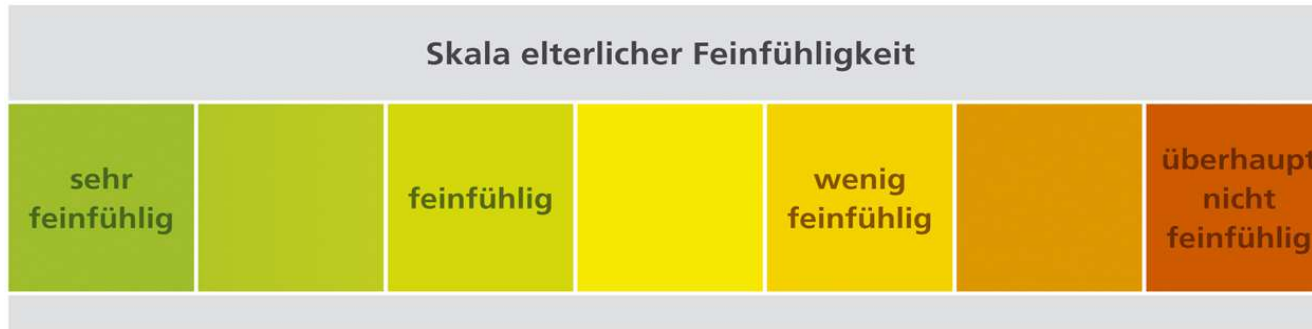 Skala elterlicher Feinfühligkeit
sehr
feinfühlig
feinfühlig
wenig
feinfühlig
überhaupt
nicht
feinfühlig